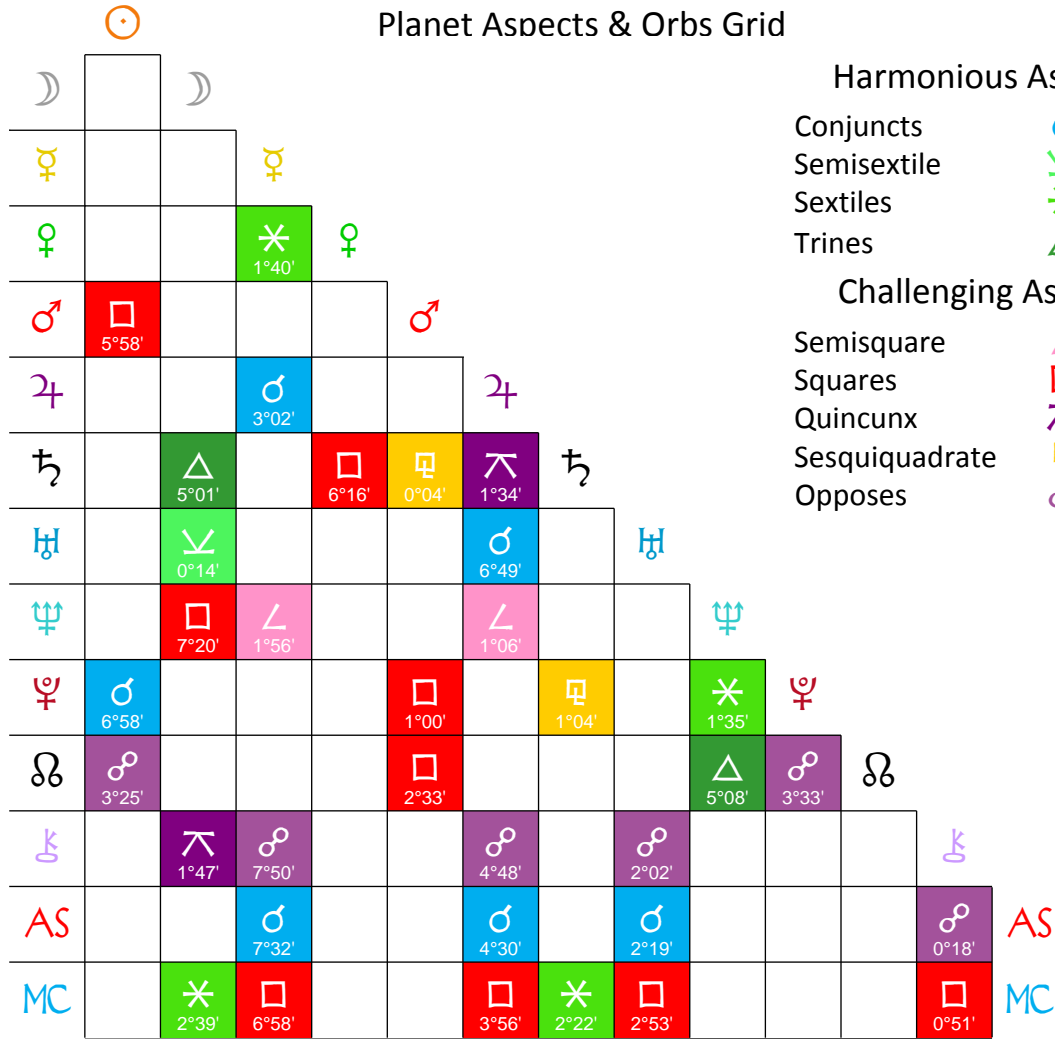 ☉ Planet Aspects & Orbs Grid
☽ ☽ Harmonious As
Conjuncts ☌
Semisextile ⚺
☿ ☿
Sextiles ⚹
♀ ⚹ 1°40' ♀
Trines △
♂ □ 5°58' ♂
Challenging As
Semisquare ∠
Squares □
♃ ☌ 3°02' ♃
Quincunx ⚻
♄ △ 5°01' □ 6°16' ⚼ 0°04' ⚻ 1°34' ♄
Sesquiquadrate ⚼
Opposes ☍
♅ ⚺ 0°14' ☌ 6°49' ♅
♆ □ 7°20' ∠ 1°56' ∠ 1°06' ♆
♇ ☌ 6°58' □ 1°00' ⚼ 1°04' ⚹ 1°35' ♇
☊ ☍ 3°25' □ 2°33' △ 5°08' ☍ 3°33' ☊
⚷ ⚻ 1°47' ☍ 7°50' ☍ 4°48' ☍ 2°02' ⚷
AS ☌ 7°32' ☌ 4°30' ☌ 2°19' ☍ 0°18' AS
MC ⚹ 2°39' □ 6°58' □ 3°56' ⚹ 2°22' □ 2°53' □ 0°51' MC